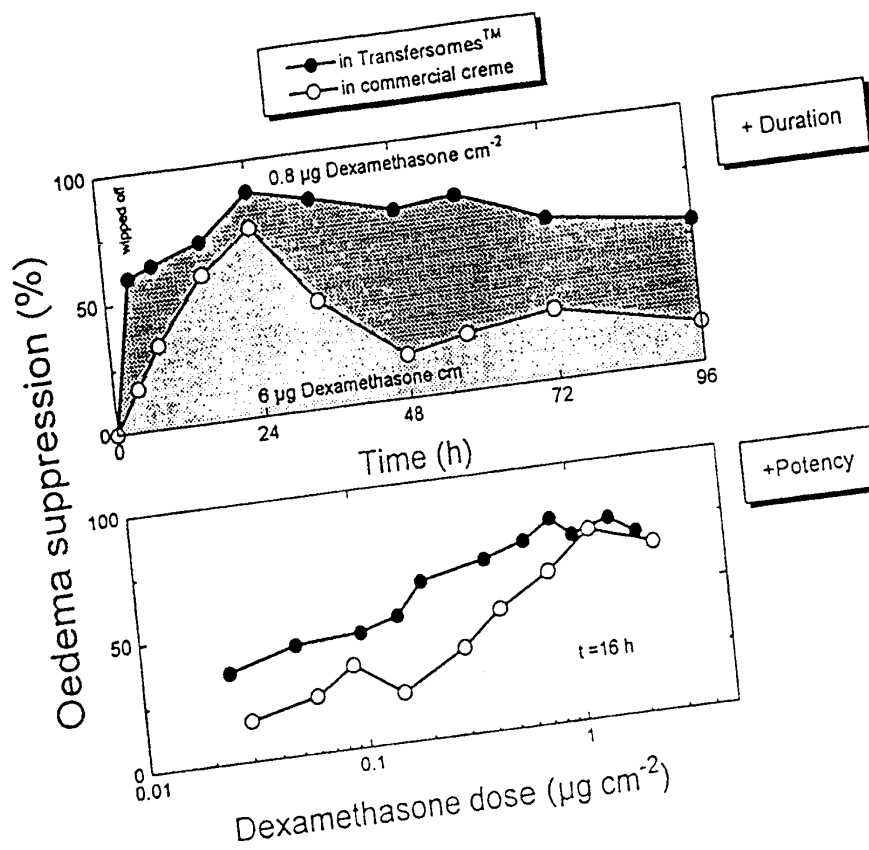 in Transfersomes™
in commercial creme
+ Duration
100
50
0
wipped off
0.8 µg Dexamethasone cm⁻²
6 µg Dexamethasone cm
0
24
48
72
96
Time (h)
+Potency
Oedema suppression (%)
100
50
0
t =16 h
0.01
0.1
1
Dexamethasone dose (µg cm⁻²)